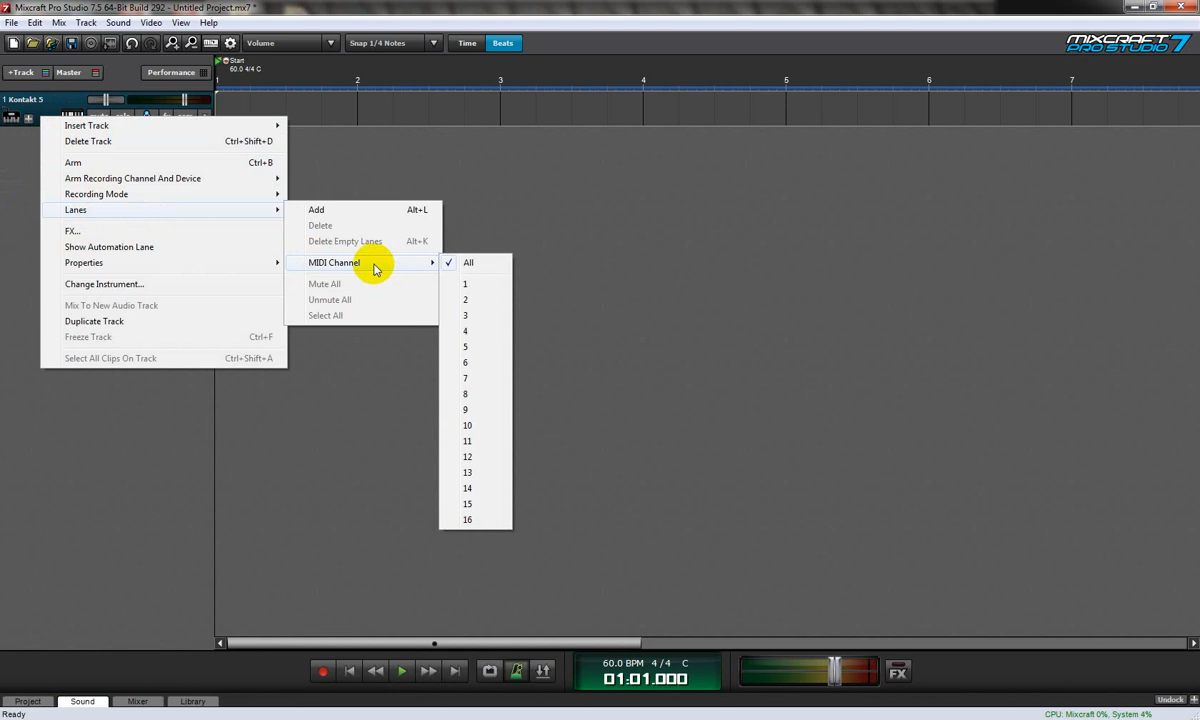 Mixcraft Pro Studio 7.5 64-Bit Build 292 - Untitled Project.mx7 *
File Edit Mix Track Sound Video View Help
Volume Snap 1/4 Notes Time Beats
MIXCRAFT PRO STUDIO 7
Start
60.0 4/4 C
+Track Master Performance
1 2 3 4 5 6 7
1 Kontakt 5
Insert Track
Delete Track Ctrl+Shift+D
Arm Ctrl+B
Arm Recording Channel And Device
Recording Mode
Lanes
FX...
Show Automation Lane
Properties
Change Instrument...
Mix To New Audio Track
Duplicate Track
Freeze Track Ctrl+F
Select All Clips On Track Ctrl+Shift+A
Add Alt+L
Delete
Delete Empty Lanes Alt+K
MIDI Channel
Mute All
Unmute All
Select All
All
1
2
3
4
5
6
7
8
9
10
11
12
13
14
15
16
60.0 BPM 4/4 C
01:01.000
FX
Project Sound Mixer Library
Undock
Ready
CPU: Mixcraft 0%, System 4%